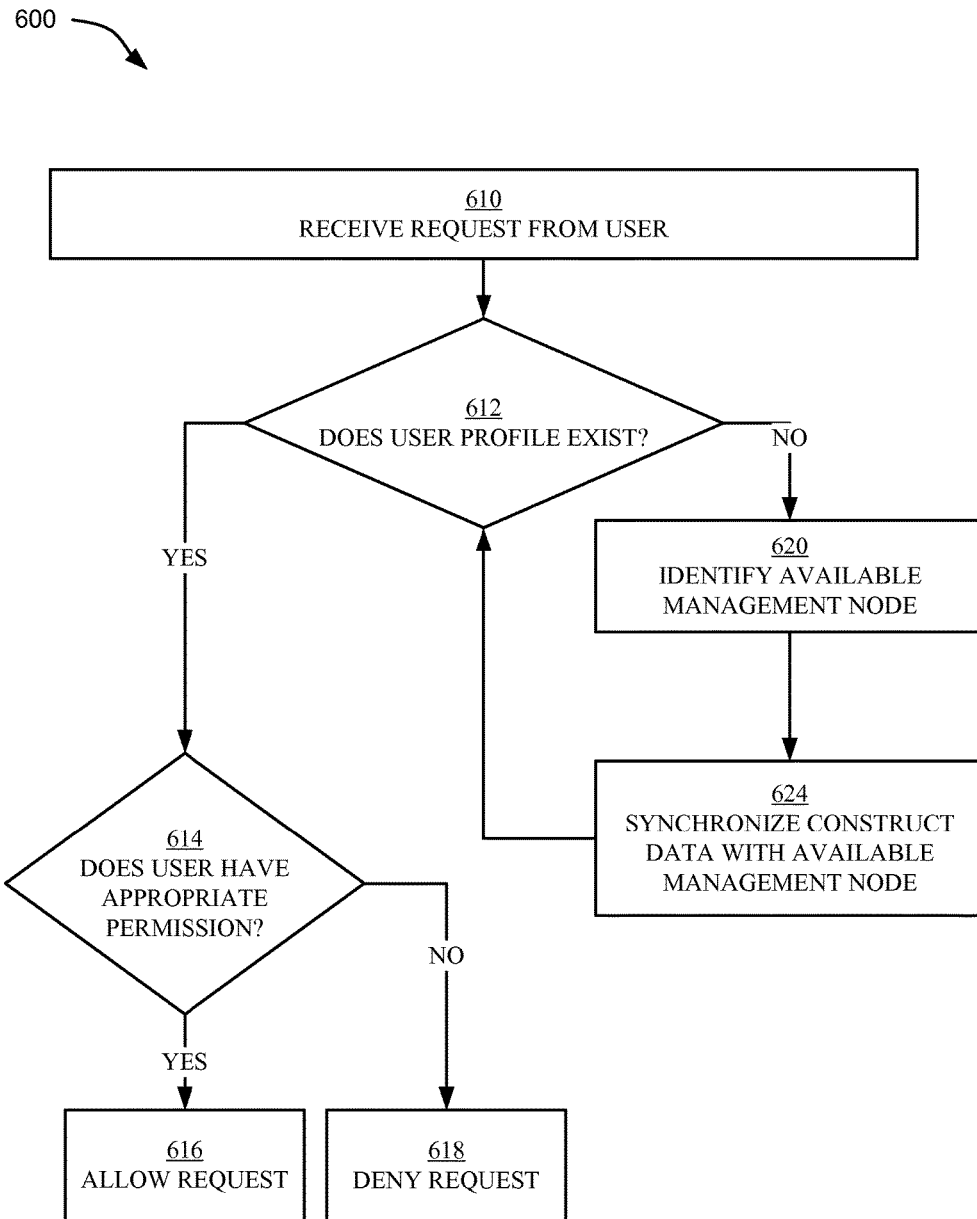 600
610
RECEIVE REQUEST FROM USER
612
DOES USER PROFILE EXIST?
NO
YES
620
IDENTIFY AVAILABLE
MANAGEMENT NODE
624
SYNCHRONIZE CONSTRUCT
DATA WITH AVAILABLE
MANAGEMENT NODE
614
DOES USER HAVE
APPROPRIATE
PERMISSION?
NO
YES
616
ALLOW REQUEST
618
DENY REQUEST